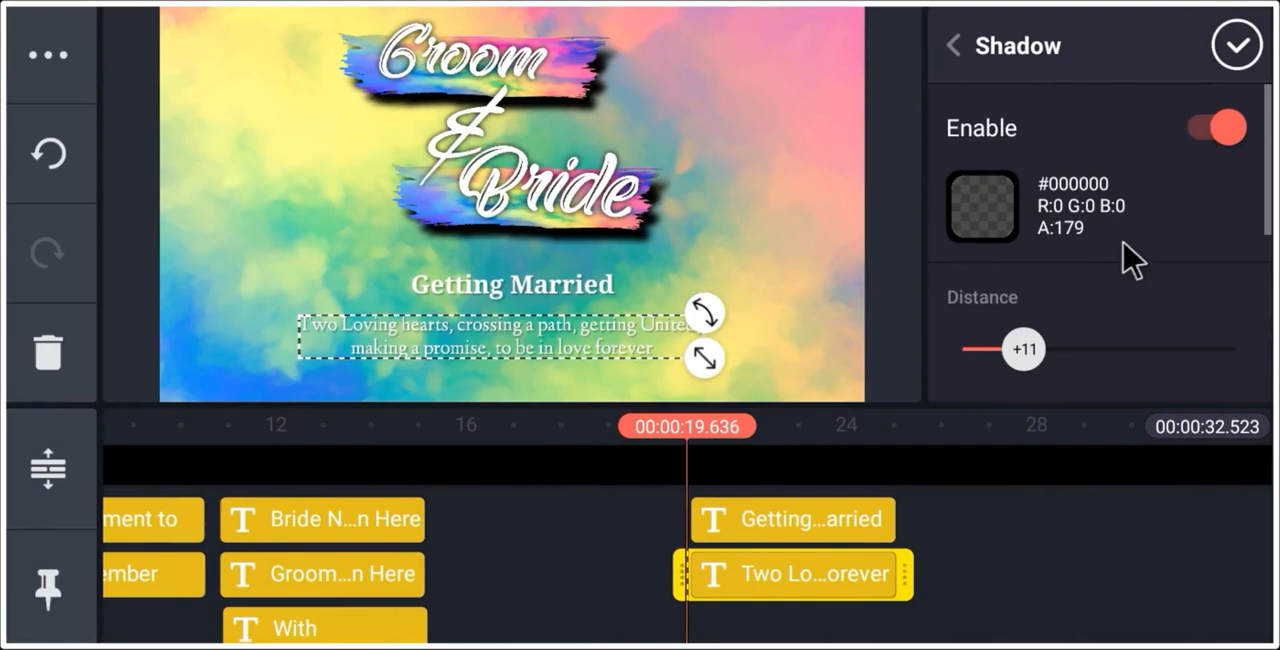 Groom
&
Bride
Getting Married
Two Loving hearts, crossing a path, getting United,
making a promise, to be in love forever
Shadow
Enable
#000000
R:0 G:0 B:0
A:179
Distance
+11
12
16
00:00:19.636
24
28
00:00:32.523
ment to
T Bride N...n Here
T Getting...arried
ember
T Groom...n Here
T Two Lo...orever
T With